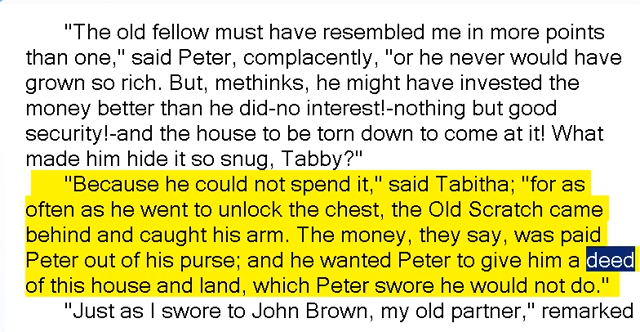 "The old fellow must have resembled me in more points
than one," said Peter, complacently, "or he never would have
grown so rich. But, methinks, he might have invested the
money better than he did-no interest!-nothing but good
security!-and the house to be torn down to come at it! What
made him hide it so snug, Tabby?"
"Because he could not spend it," said Tabitha; "for as
often as he went to unlock the chest, the Old Scratch came
behind and caught his arm. The money, they say, was paid
Peter out of his purse; and he wanted Peter to give him a deed
of this house and land, which Peter swore he would not do."
"Just as I swore to John Brown, my old partner," remarked